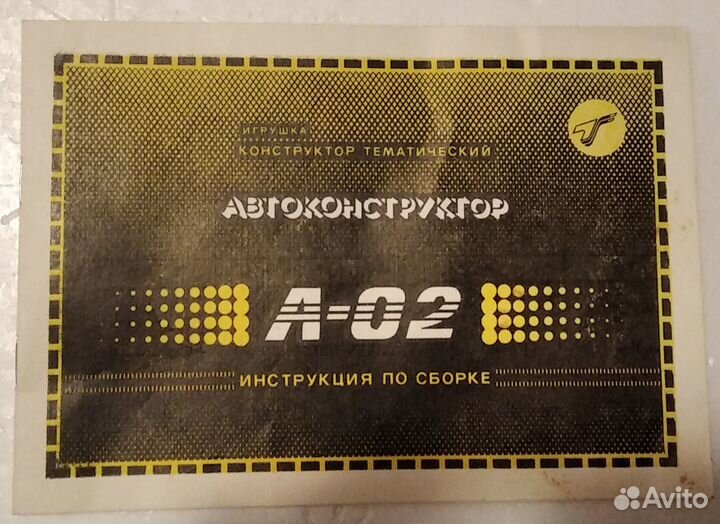 ИГРУШКА
КОНСТРУКТОР ТЕМАТИЧЕСКИЙ
АВТОКОНСТРУКТОР
А-02
ИНСТРУКЦИЯ ПО СБОРКЕ
Avito